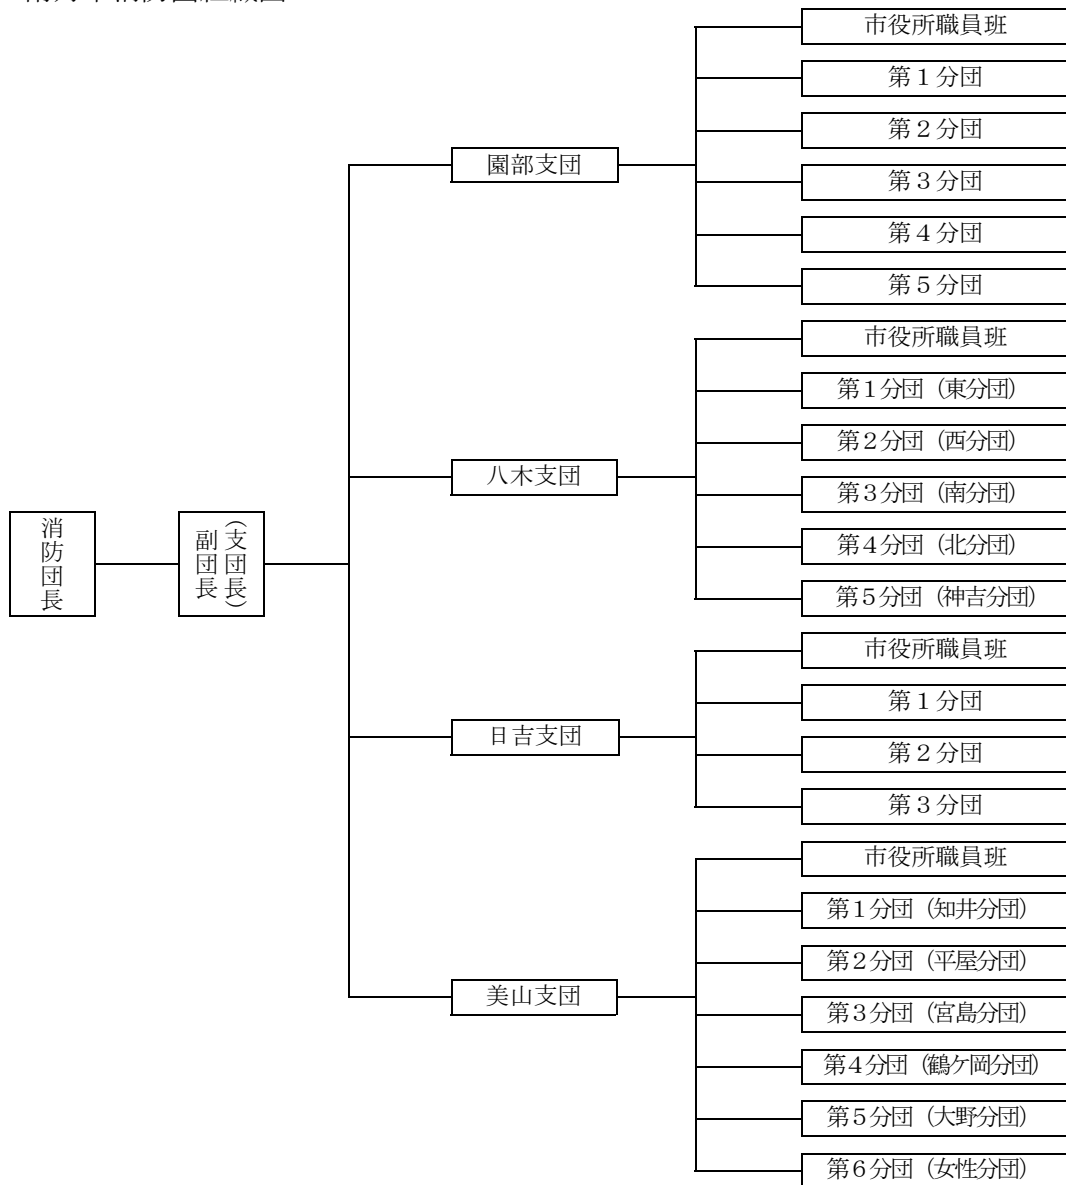 消防団長
副団長
(支団長)
園部支団
市役所職員班
第１分団
第２分団
第３分団
第４分団
第５分団
八木支団
市役所職員班
第１分団（東分団）
第２分団（西分団）
第３分団（南分団）
第４分団（北分団）
第５分団（神吉分団）
日吉支団
市役所職員班
第１分団
第２分団
第３分団
美山支団
市役所職員班
第１分団（知井分団）
第２分団（平屋分団）
第３分団（宮島分団）
第４分団（鶴ケ岡分団）
第５分団（大野分団）
第６分団（女性分団）